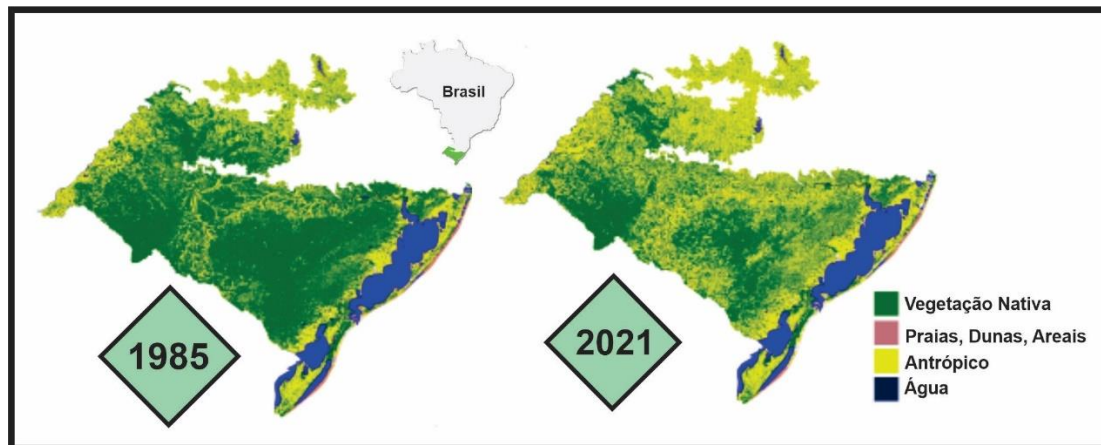 Brasil
1985
2021
Vegetação Nativa
Praias, Dunas, Areais
Antrópico
Água